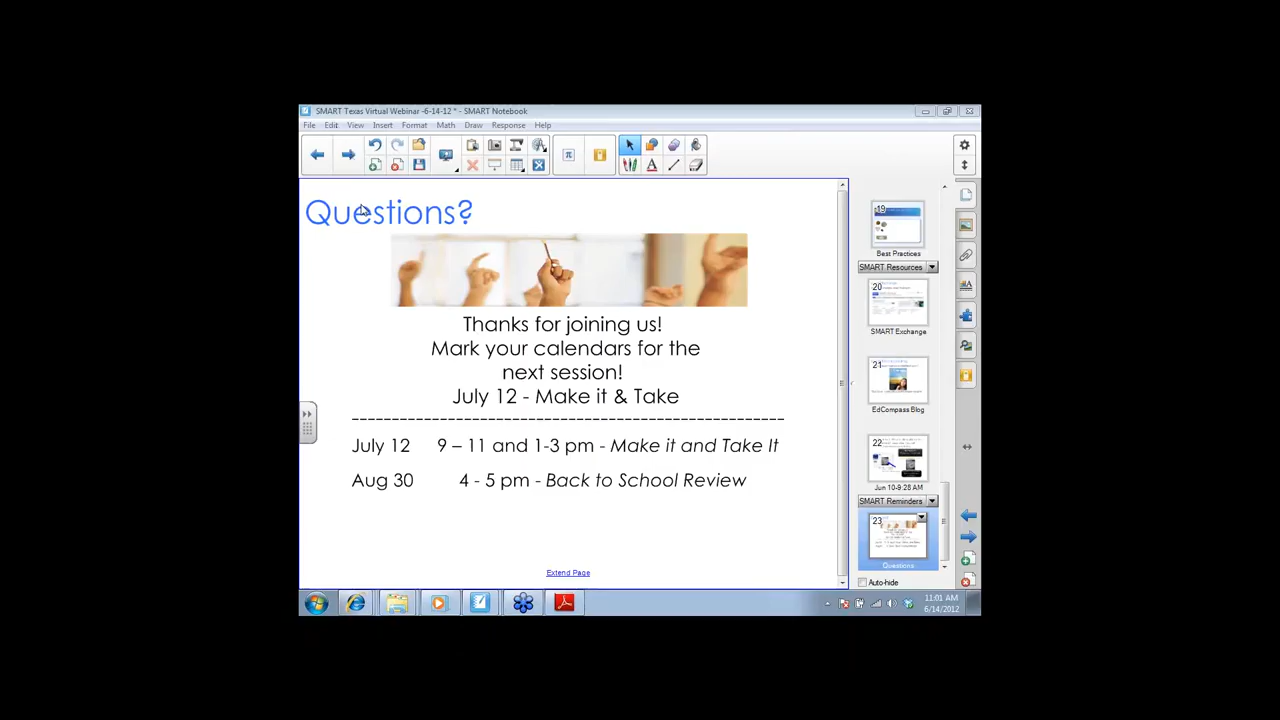 SMART Texas Virtual Webinar -6-14-12 * - SMART Notebook
File Edit View Insert Format Math Draw Response Help
Questions?
Thanks for joining us!
Mark your calendars for the
next session!
July 12 - Make it & Take
July 12 9 – 11 and 1-3 pm - Make it and Take It
Aug 30 4 - 5 pm - Back to School Review
Extend Page
19
Best Practices
SMART Resources
20
SMART Exchange
21
EdCompass Blog
22
Jun 10-9:28 AM
SMART Reminders
23
Questions
Auto-hide
11:01 AM
6/14/2012